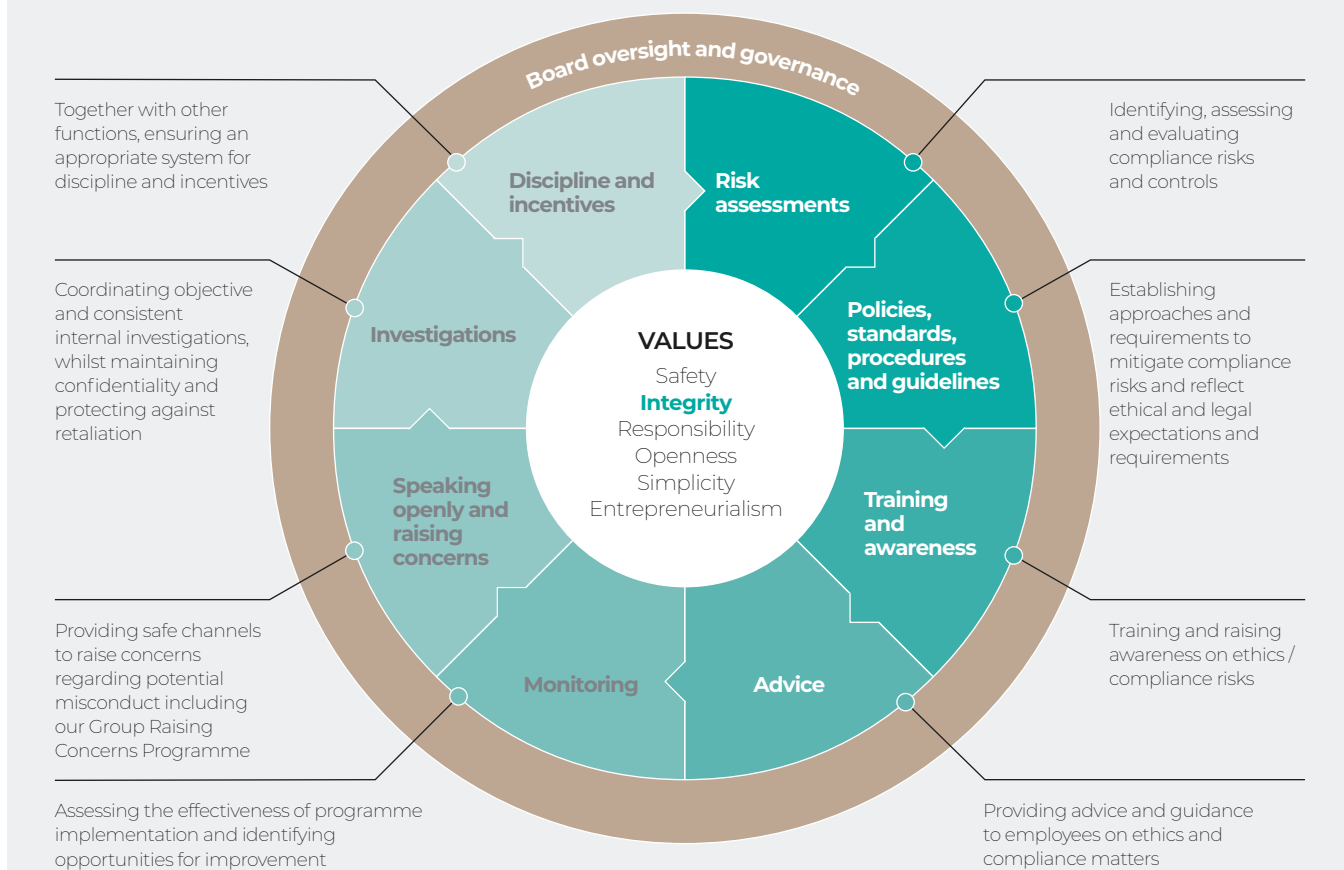 Board oversight and governance
Together with other
functions, ensuring an
appropriate system for
discipline and incentives
Identifying, assessing
and evaluating
compliance risks
and controls
Discipline and
incentives
Risk
assessments
Coordinating objective
and consistent
internal investigations,
whilst maintaining
confidentiality and
protecting against
retaliation
Investigations
Policies,
standards,
procedures
and guidelines
Establishing
approaches and
requirements to
mitigate compliance
risks and reflect
ethical and legal
expectations and
requirements
VALUES
Safety
Integrity
Responsibility
Openness
Simplicity
Entrepreneurialism
Speaking
openly and
raising
concerns
Training
and
awareness
Providing safe channels
to raise concerns
regarding potential
misconduct including
our Group Raising
Concerns Programme
Training and raising
awareness on ethics /
compliance risks
Monitoring
Advice
Assessing the effectiveness of programme
implementation and identifying
opportunities for improvement
Providing advice and guidance
to employees on ethics and
compliance matters